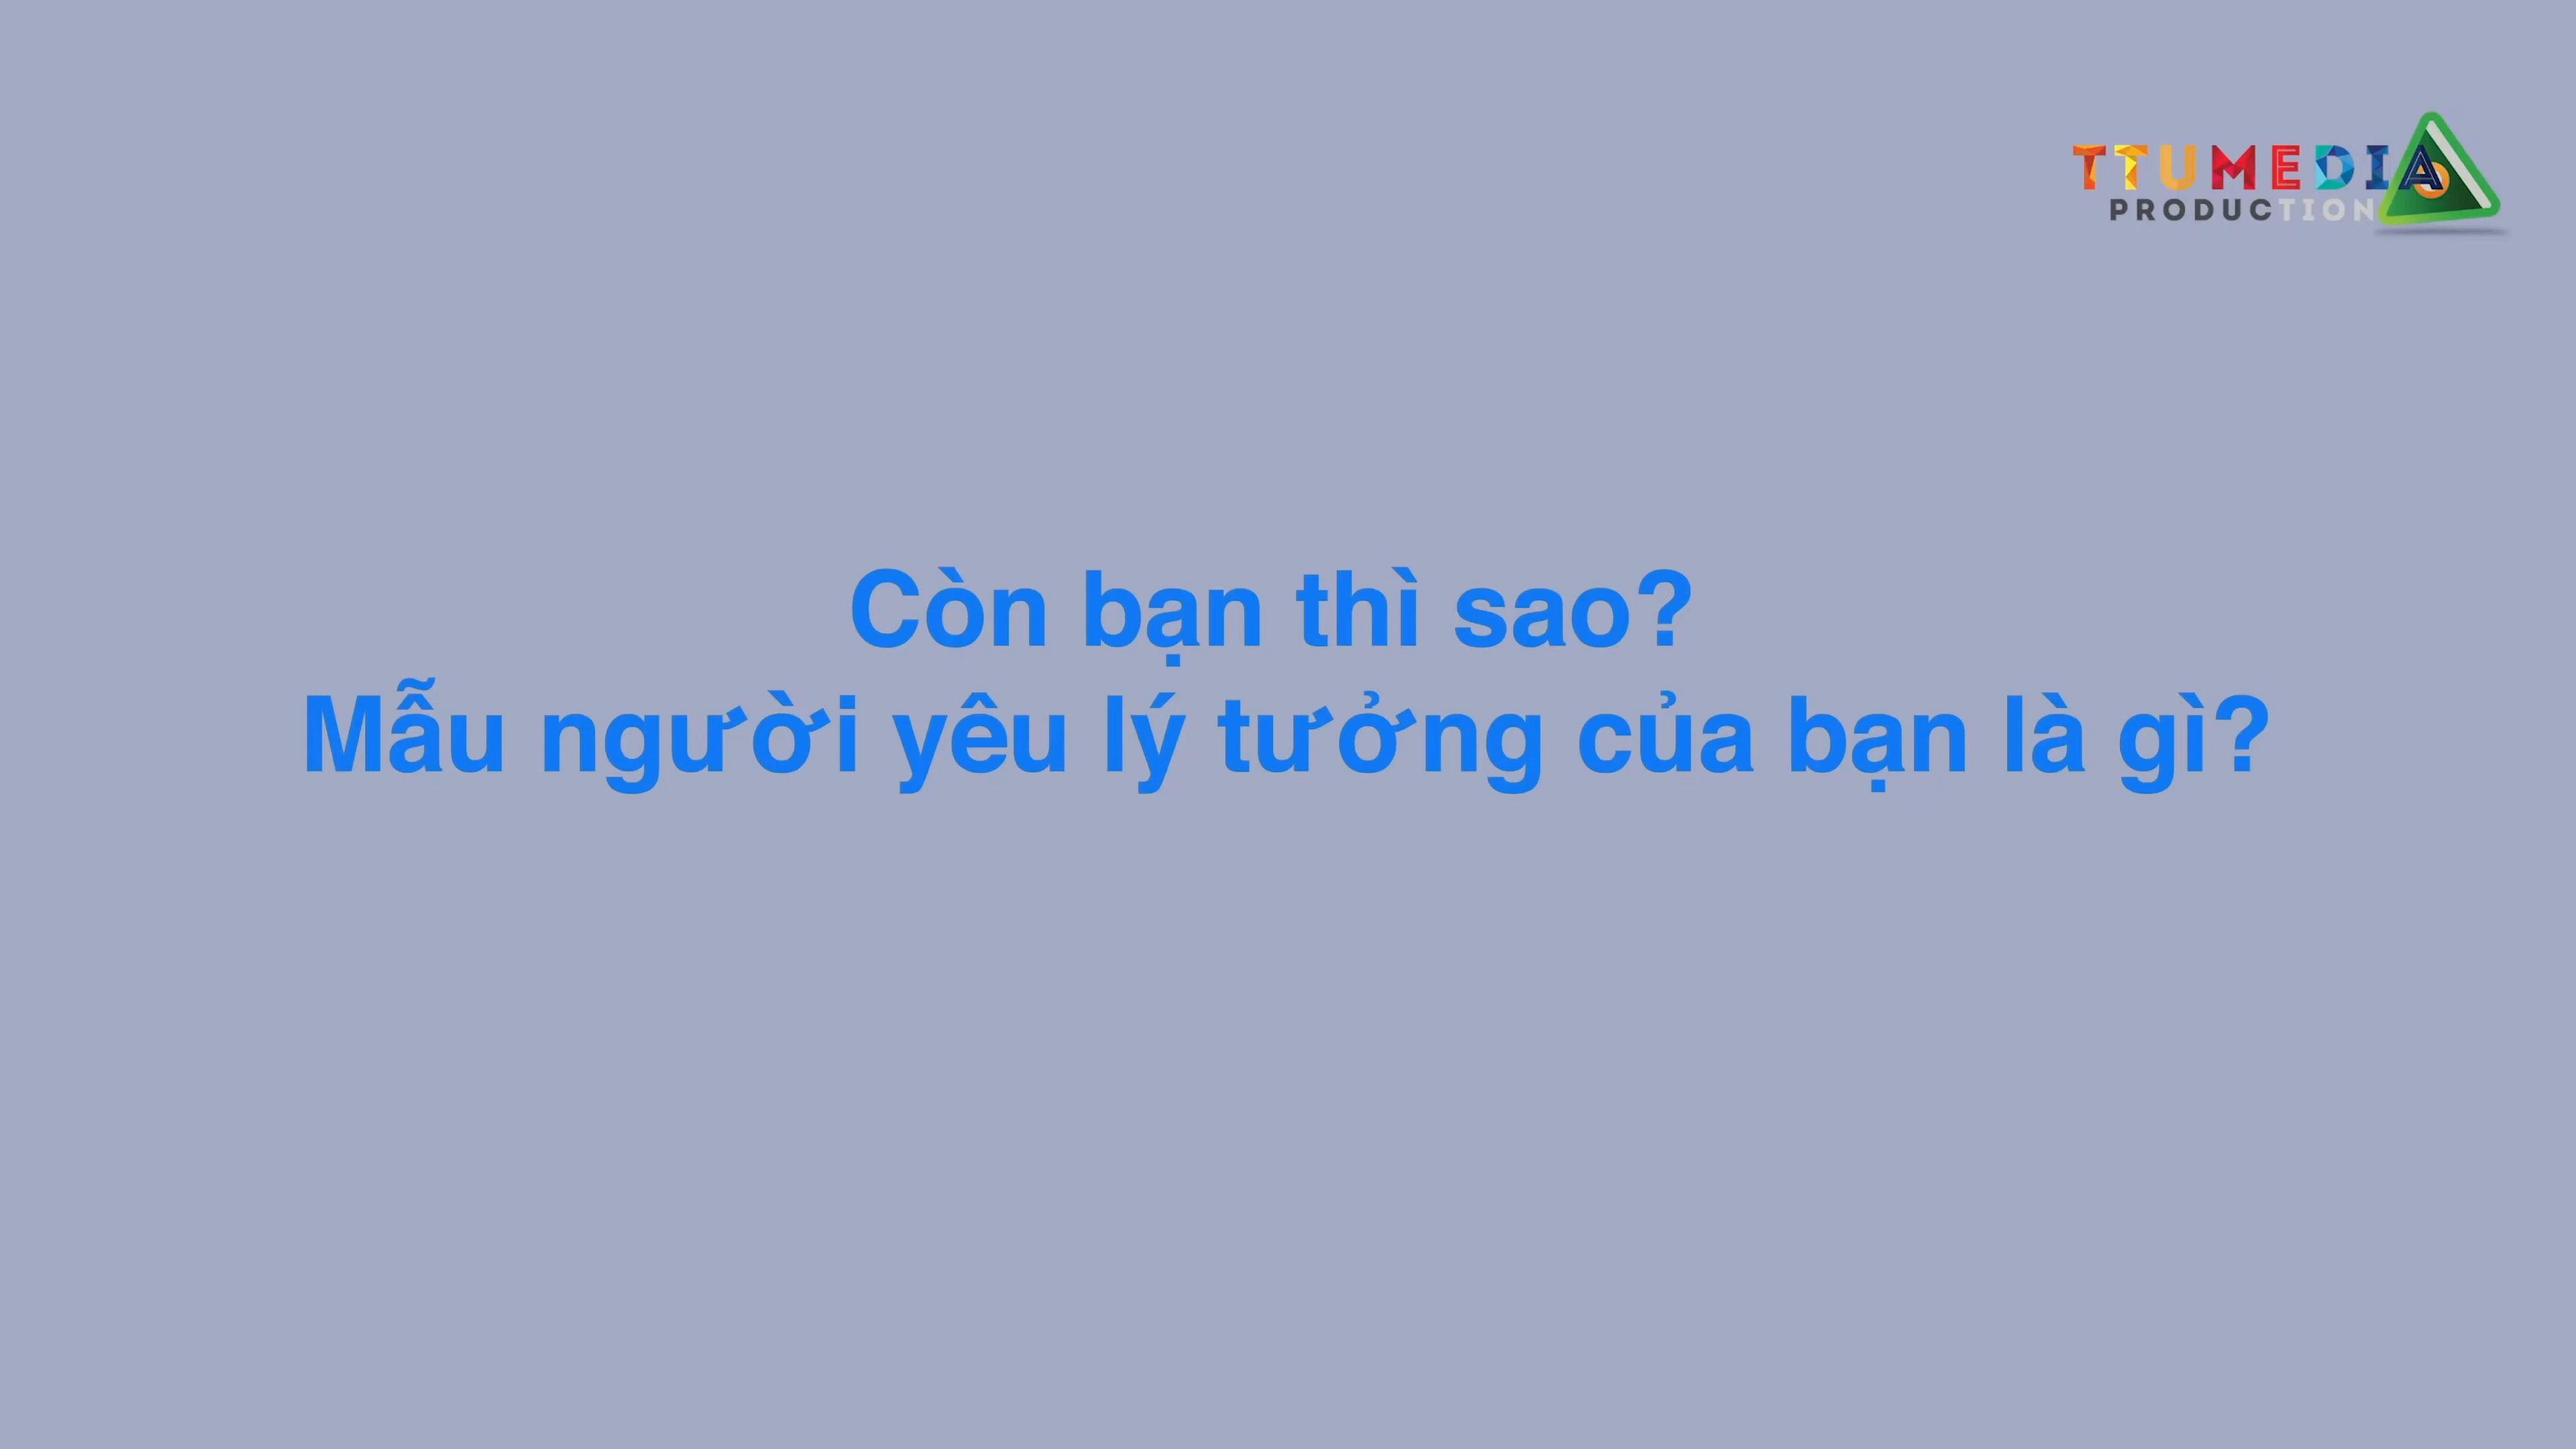 TTUMEDIA
PRODUCTION
Còn bạn thì sao?
Mẫu người yêu lý tưởng của bạn là gì?